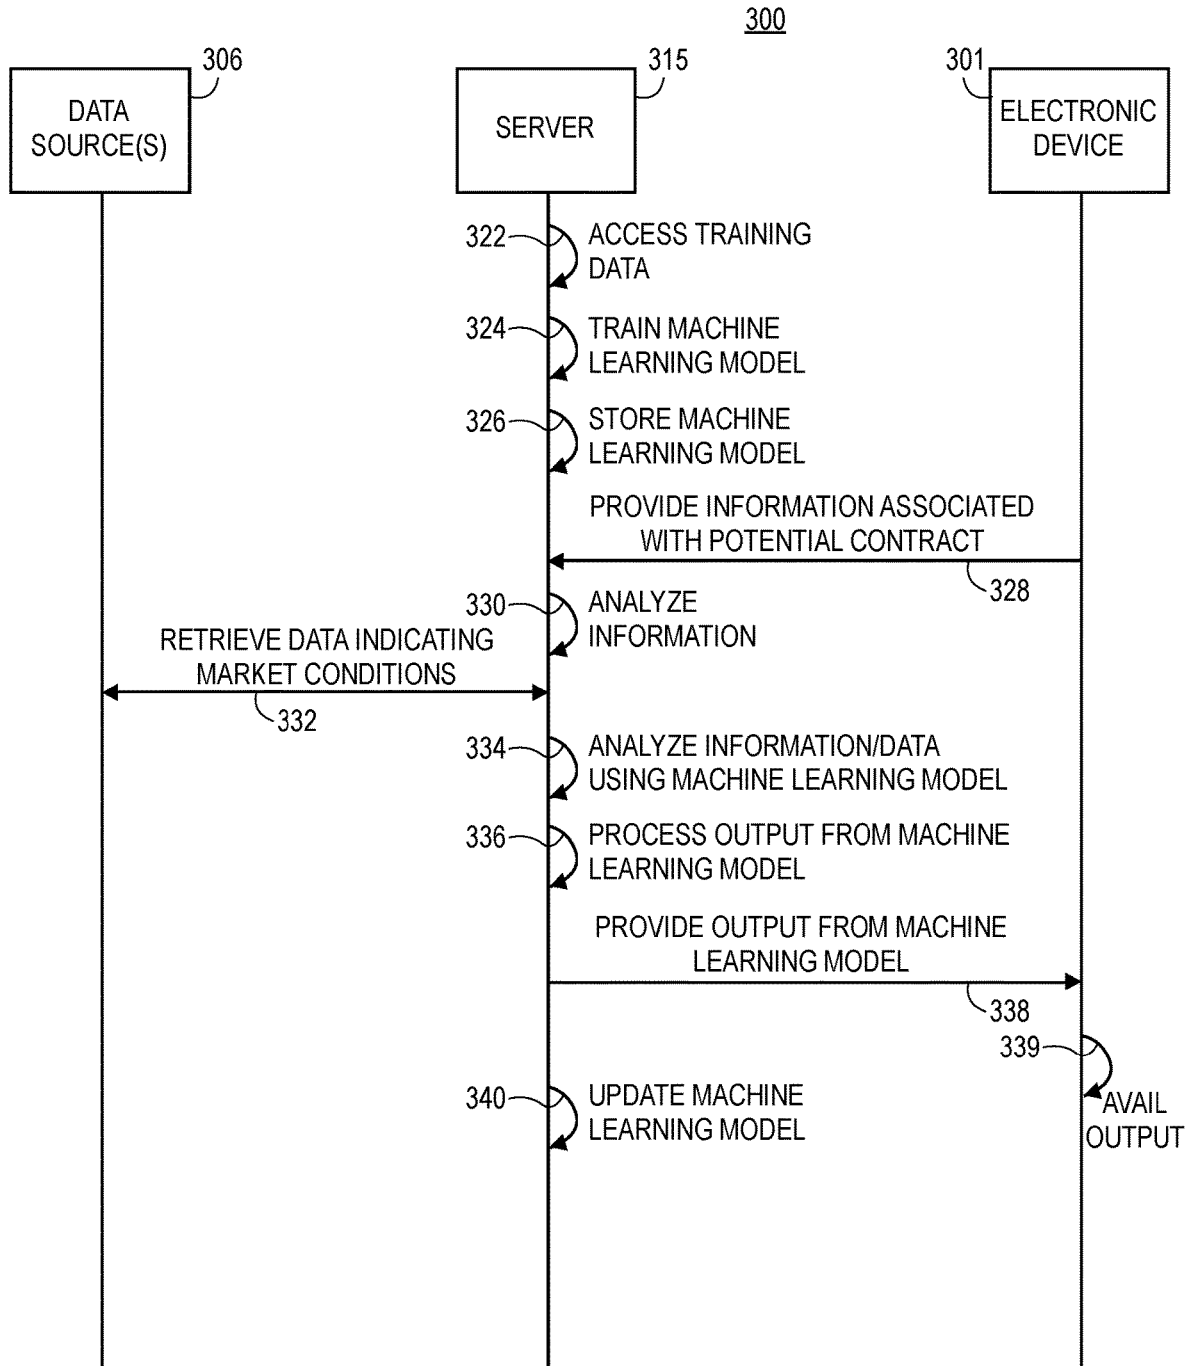 300
306
315
301
DATA
SOURCE(S)
SERVER
ELECTRONIC
DEVICE
322
ACCESS TRAINING
DATA
324
TRAIN MACHINE
LEARNING MODEL
326
STORE MACHINE
LEARNING MODEL
PROVIDE INFORMATION ASSOCIATED
WITH POTENTIAL CONTRACT
328
330
ANALYZE
INFORMATION
RETRIEVE DATA INDICATING
MARKET CONDITIONS
332
334
ANALYZE INFORMATION/DATA
USING MACHINE LEARNING MODEL
336
PROCESS OUTPUT FROM MACHINE
LEARNING MODEL
PROVIDE OUTPUT FROM MACHINE
LEARNING MODEL
338
339
AVAIL
OUTPUT
340
UPDATE MACHINE
LEARNING MODEL